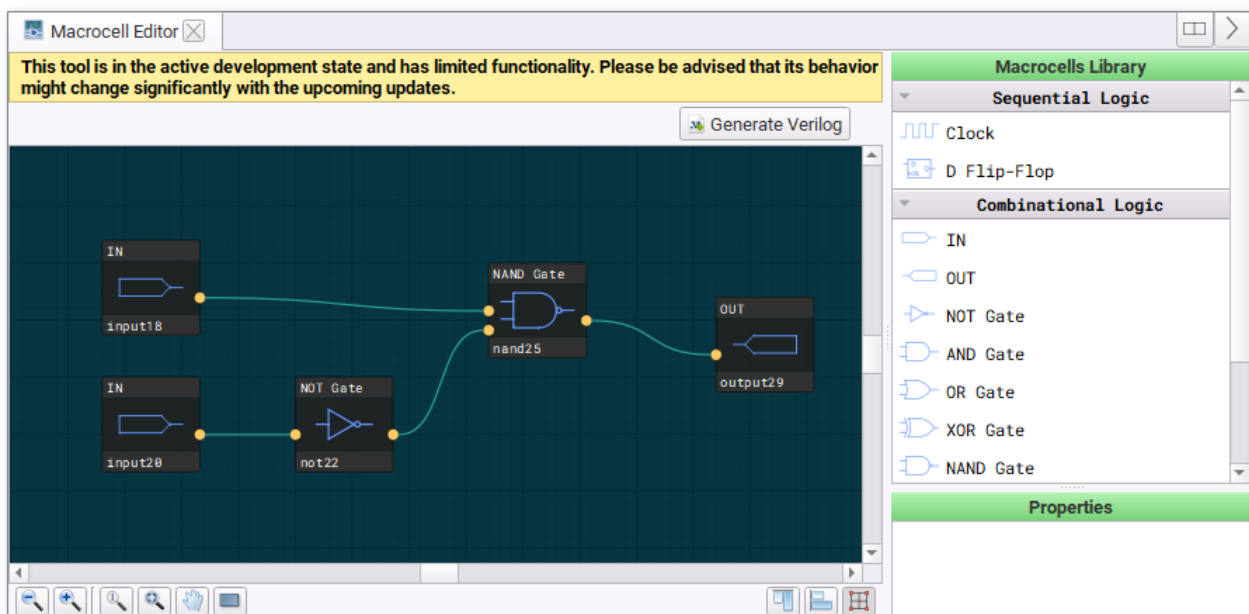 Macrocell Editor
This tool is in the active development state and has limited functionality. Please be advised that its behavior
might change significantly with the upcoming updates.
Generate Verilog
IN
input18
IN
input20
NOT Gate
not22
NAND Gate
nand25
OUT
output29
Macrocells Library
Sequential Logic
Clock
D Flip-Flop
Combinational Logic
IN
OUT
NOT Gate
AND Gate
OR Gate
XOR Gate
NAND Gate
Properties